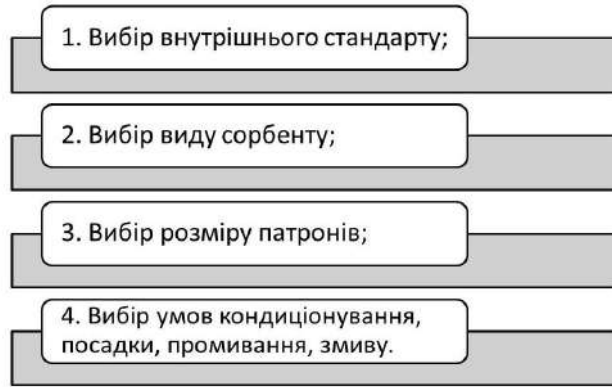 1. Вибір внутрішнього стандарту;
2. Вибір виду сорбенту;
3. Вибір розміру патронів;
4. Вибір умов кондиціонування,
посадки, промивання, змиву.